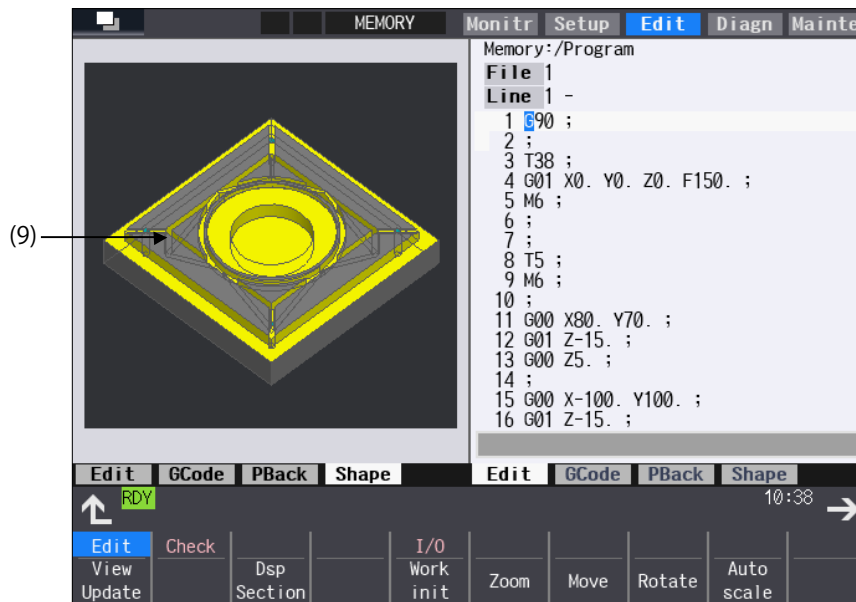 MEMORY Monitr Setup Edit Diagn Mainte
Memory:/Program
File 1
Line 1 -
1 G90 ;
2 ;
3 T38 ;
4 G01 X0. Y0. Z0. F150. ;
5 M6 ;
6 ;
7 ;
8 T5 ;
9 M6 ;
10 ;
11 G00 X80. Y70. ;
12 G01 Z-15. ;
13 G00 Z5. ;
14 ;
15 G00 X-100. Y100. ;
16 G01 Z-15. ;
(9)
Edit GCode PBack Shape Edit GCode PBack Shape
RDY 10:38
Edit Check I/O
View Update Dsp Section Work init Zoom Move Rotate Auto scale